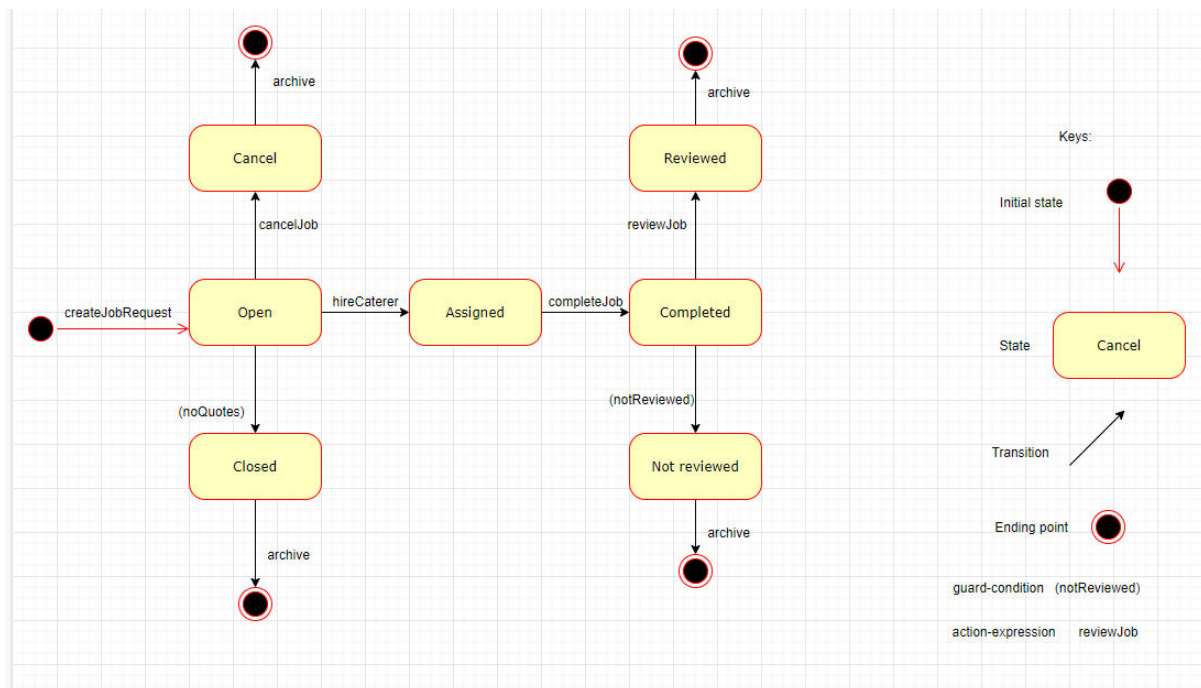 archive
archive
Cancel
Reviewed
Keys:
Initial state
cancelJob
reviewJob
createJobRequest
Open
hireCaterer
Assigned
completeJob
Completed
State
Cancel
(noQuotes)
(notReviewed)
Closed
Not reviewed
Transition
archive
archive
Ending point
guard-condition (notReviewed)
action-expression reviewJob